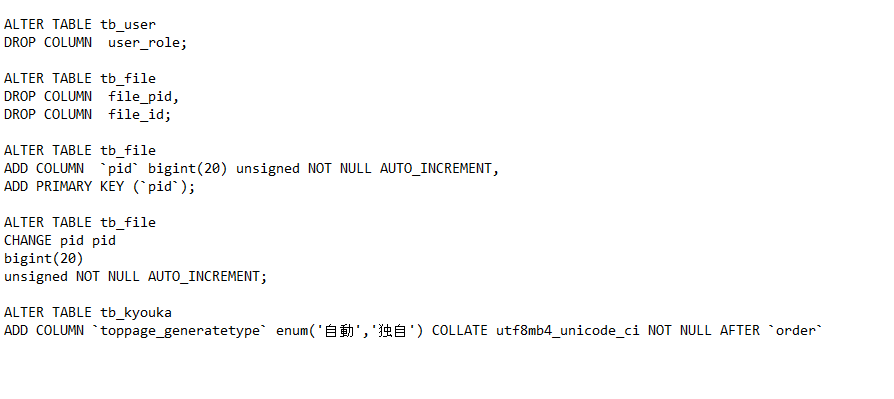 ALTER TABLE tb_user
DROP COLUMN  user_role;
ALTER TABLE tb_file
DROP COLUMN  file_pid,
DROP COLUMN  file_id;
ALTER TABLE tb_file
ADD COLUMN  `pid` bigint(20) unsigned NOT NULL AUTO_INCREMENT,
ADD PRIMARY KEY (`pid`);
ALTER TABLE tb_file
CHANGE pid pid
bigint(20)
unsigned NOT NULL AUTO_INCREMENT;
ALTER TABLE tb_kyouka
ADD COLUMN `toppage_generatetype` enum('自動','独自') COLLATE utf8mb4_unicode_ci NOT NULL AFTER `order`